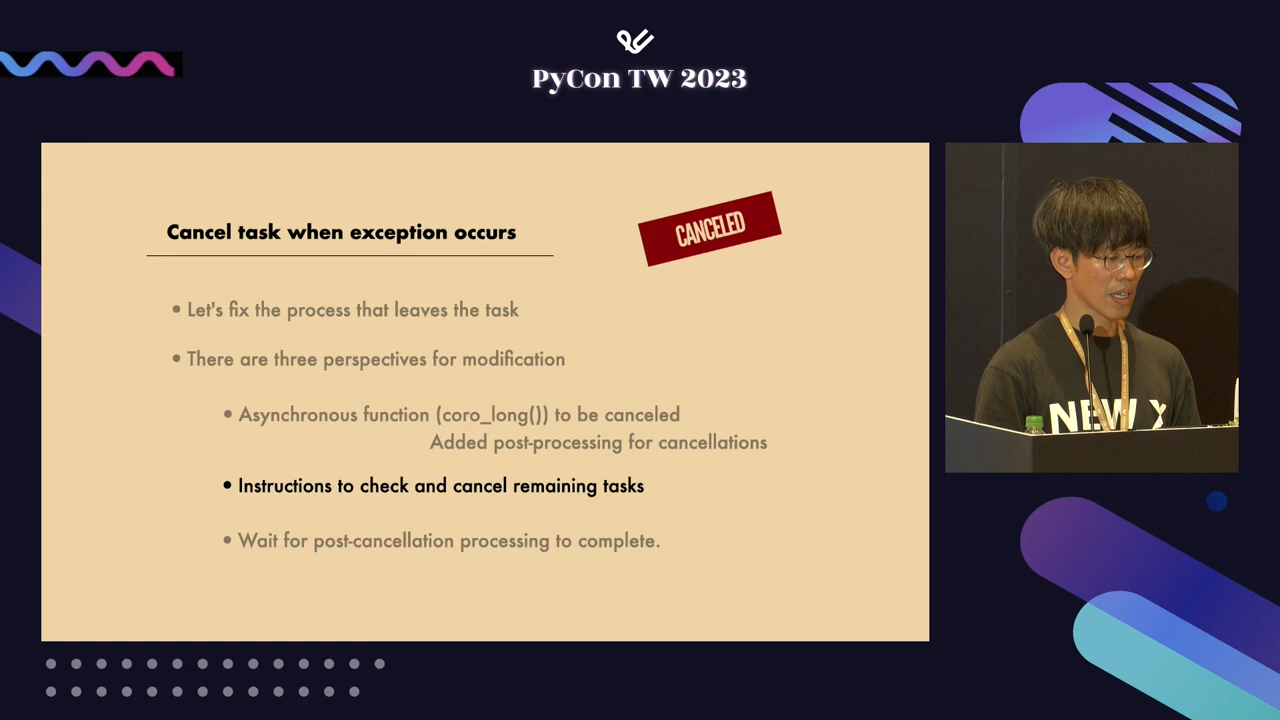 PyCon TW 2023
Cancel task when exception occurs
CANCELED
• Let's fix the process that leaves the task
• There are three perspectives for modification
• Asynchronous function (coro_long()) to be canceled
Added post-processing for cancellations
• Instructions to check and cancel remaining tasks
• Wait for post-cancellation processing to complete.
NEW